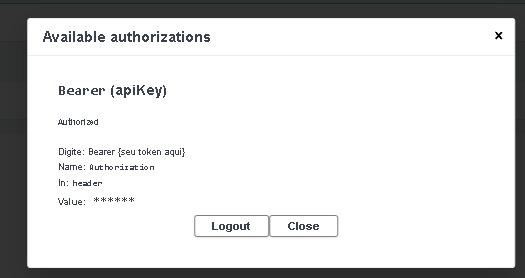 Available authorizations
×
Bearer (apiKey)
Authorized
Digite: Bearer {seu token aqui}
Name: Authorization
In: header
Value: ******
Logout Close